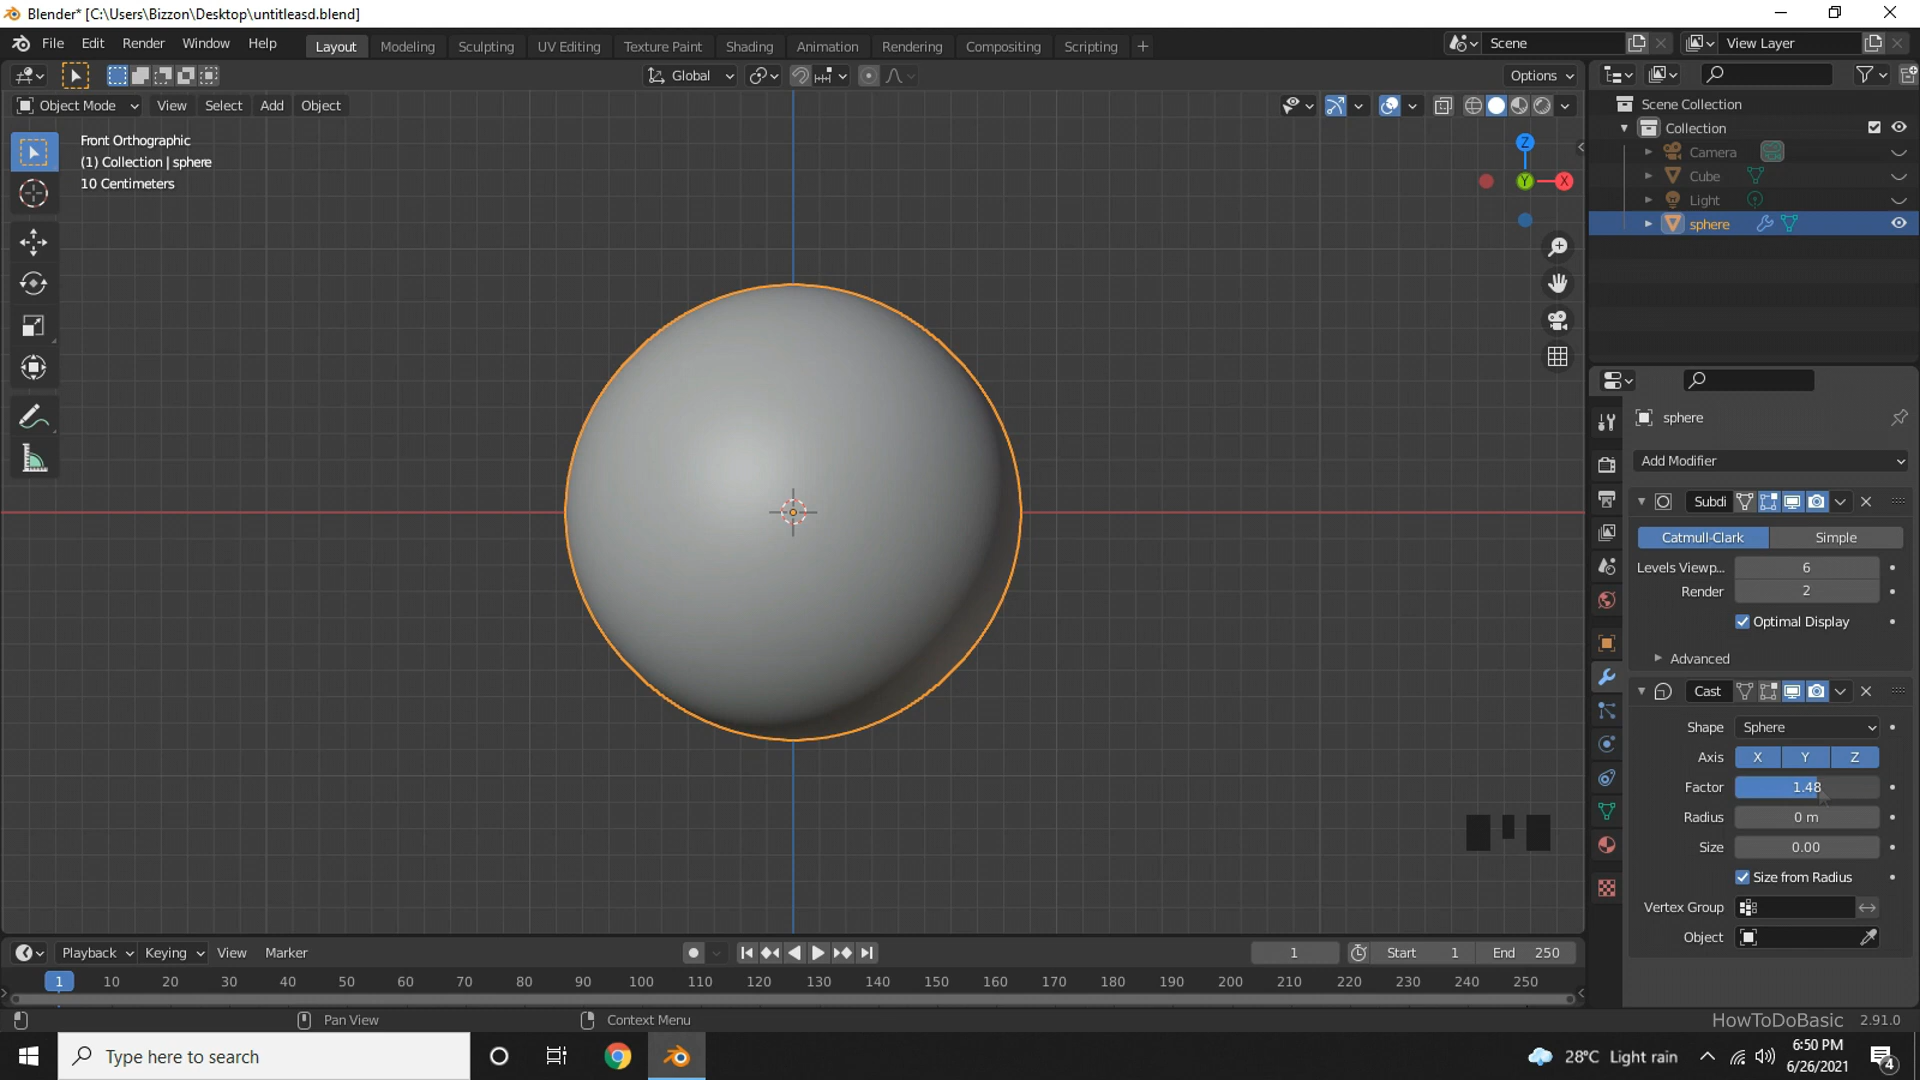 Blender* [C:\Users\Bizzon\Desktop\untitleasd.blend]
File Edit Render Window Help Layout Modeling Sculpting UV Editing Texture Paint Shading Animation Rendering Compositing Scripting + Scene View Layer
Global Options
Object Mode View Select Add Object
Front Orthographic
(1) Collection | sphere
10 Centimeters
Z
Y X
Scene Collection
Collection
Camera
Cube
Light
sphere
sphere
Add Modifier
Subdi
Catmull-Clark Simple
Levels Viewp... 6
Render 2
Optimal Display
Advanced
Cast
Shape Sphere
Axis X Y Z
Factor 1.48
Radius 0 m
Size 0.00
Size from Radius
Vertex Group
Object
Playback Keying View Marker 1 Start 1 End 250
1 10 20 30 40 50 60 70 80 90 100 110 120 130 140 150 160 170 180 190 200 210 220 230 240 250
Pan View Context Menu HowToDoBasic 2.91.0
Type here to search 28°C Light rain 6:50 PM
6/26/2021 4